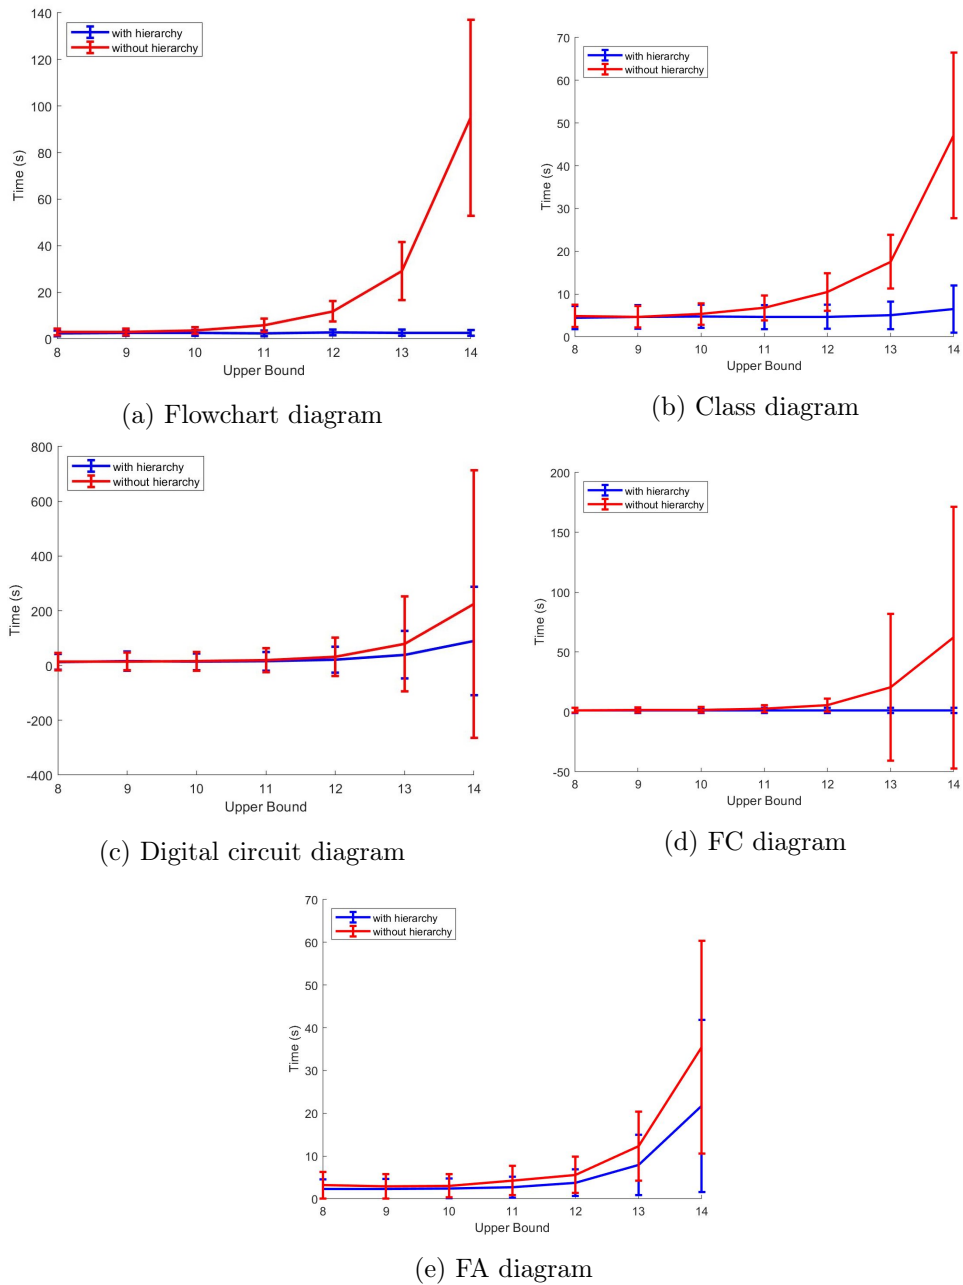 140
120
100
80
60
40
20
0
Time (s)
with hierarchy
without hierarchy
8 9 10 11 12 13 14
Upper Bound
(a) Flowchart diagram
70
60
50
40
30
20
10
0
Time (s)
with hierarchy
without hierarchy
8 9 10 11 12 13 14
Upper Bound
(b) Class diagram
800
600
400
200
0
-200
-400
Time (s)
with hierarchy
without hierarchy
8 9 10 11 12 13 14
Upper Bound
(c) Digital circuit diagram
200
150
100
50
0
-50
Time (s)
with hierarchy
without hierarchy
8 9 10 11 12 13 14
Upper Bound
(d) FC diagram
70
60
50
40
30
20
10
0
Time (s)
with hierarchy
without hierarchy
8 9 10 11 12 13 14
Upper Bound
(e) FA diagram